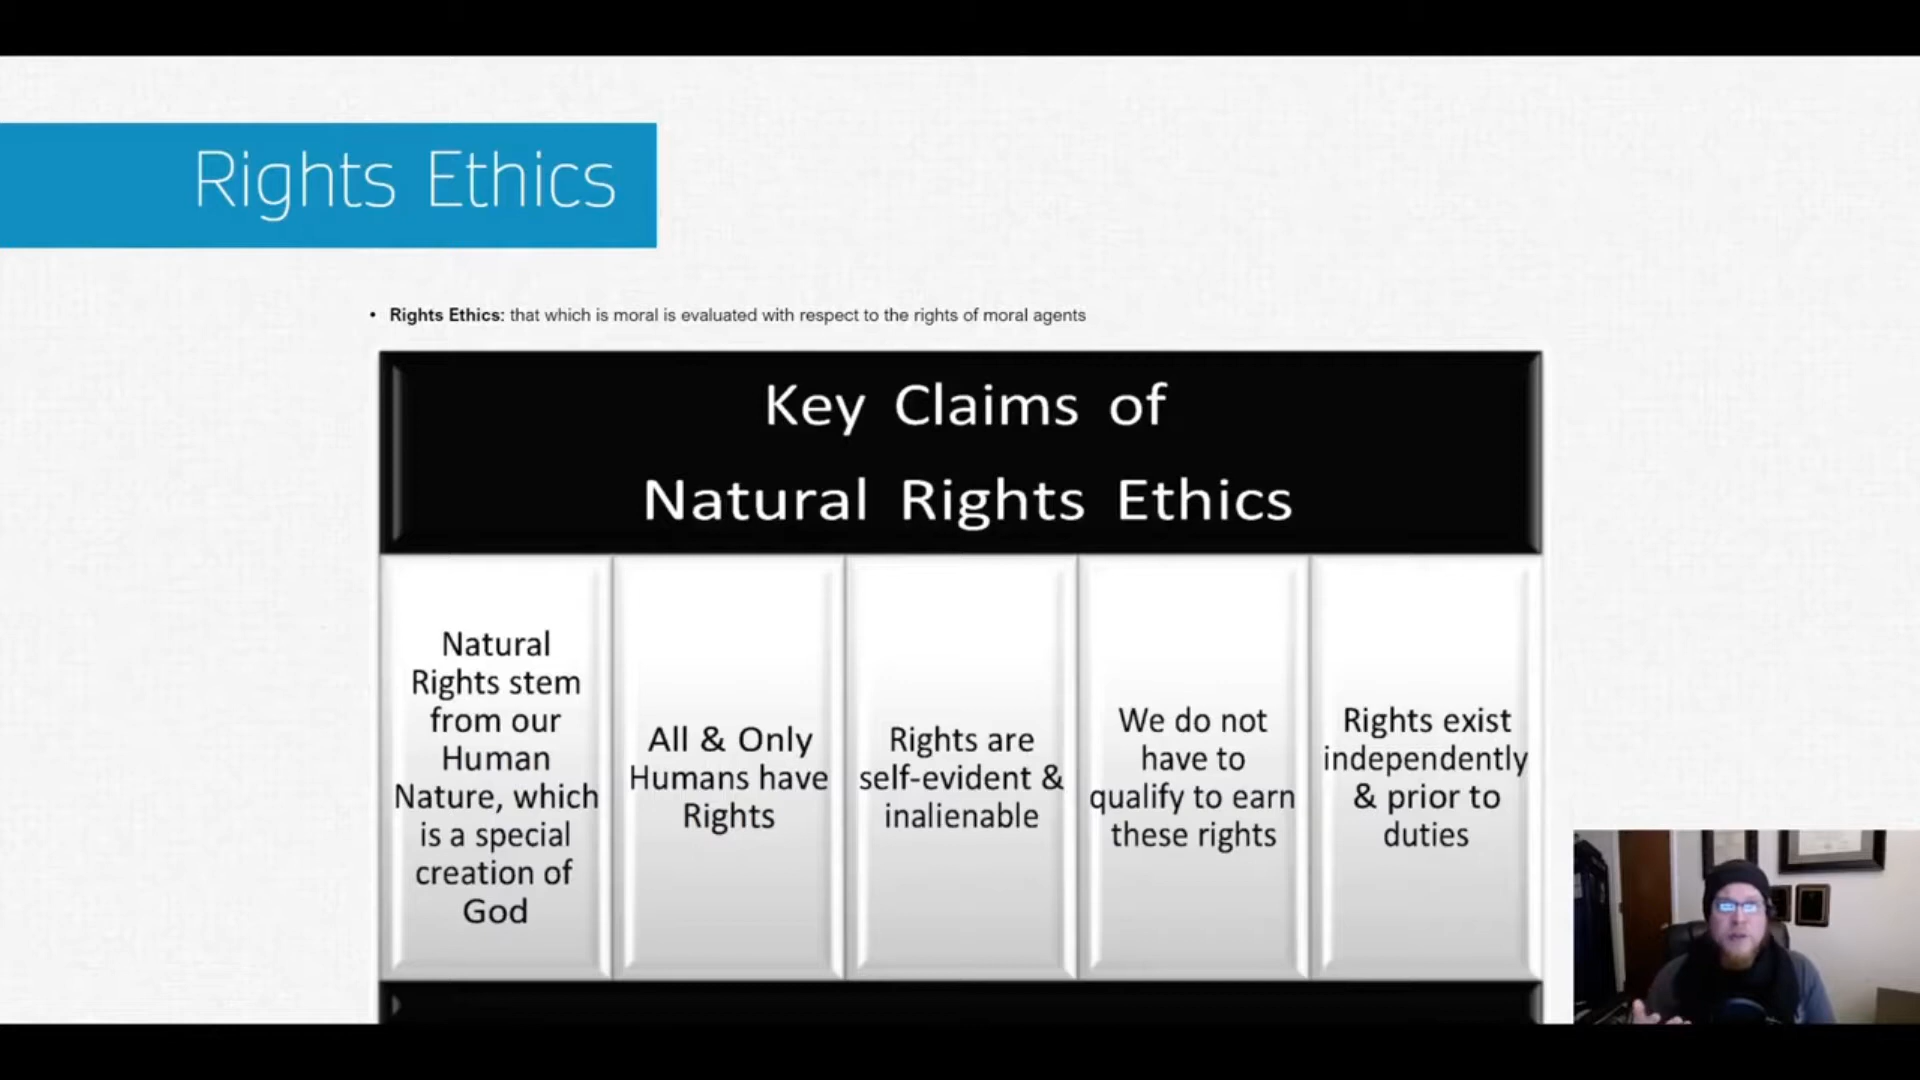 Rights Ethics
• Rights Ethics: that which is moral is evaluated with respect to the rights of moral agents
Key Claims of
Natural Rights Ethics
Natural
Rights stem
from our
Human
Nature, which
is a special
creation of
God
All & Only
Humans have
Rights
Rights are
self-evident &
inalienable
We do not
have to
qualify to earn
these rights
Rights exist
independently
& prior to
duties